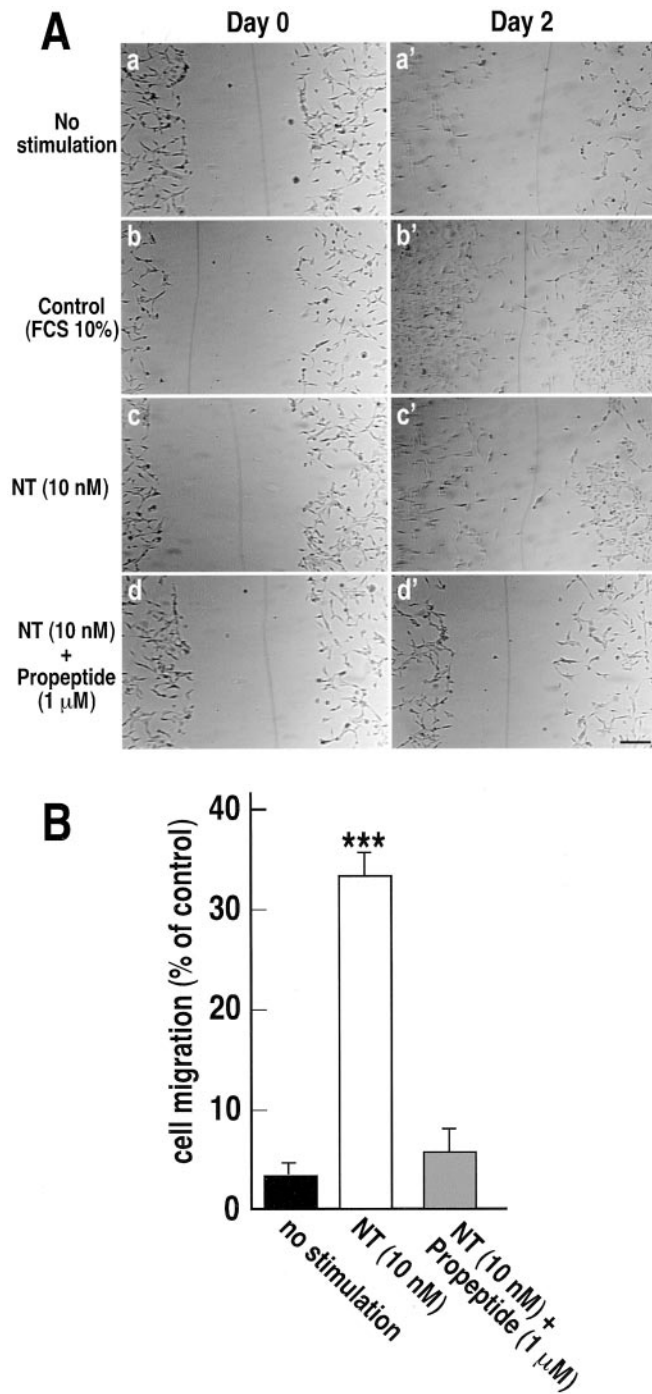 A
Day 0
Day 2
a
a'
No
stimulation
b
b'
Control
(FCS 10%)
c
c'
NT (10 nM)
d
d'
NT (10 nM)
+
Propeptide
(1 μM)
B
cell migration (% of control)
40
30
20
10
0
***
no stimulation
NT (10 nM)
NT (10 nM) +
Propeptide (1 μM)